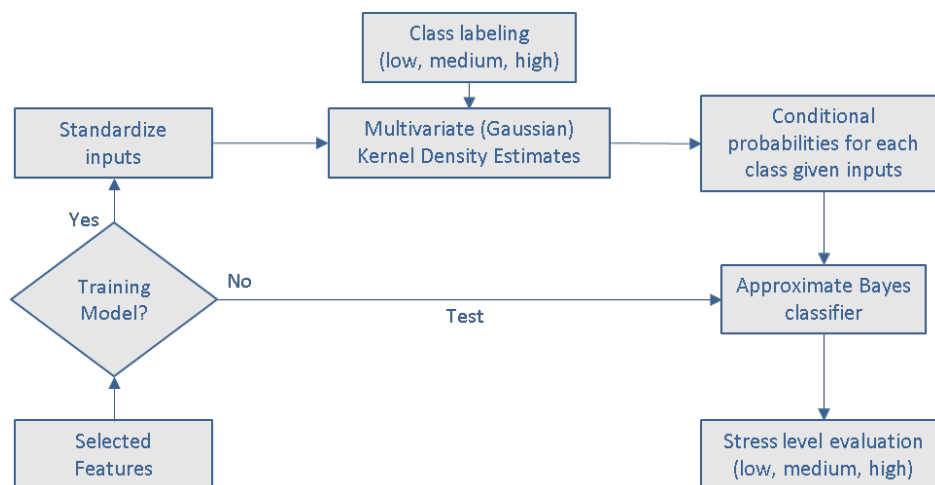 Class labeling
(low, medium, high)
Standardize
inputs
Multivariate (Gaussian)
Kernel Density Estimates
Conditional
probabilities for each
class given inputs
Yes
Training
Model?
No
Test
Approximate Bayes
classifier
Selected
Features
Stress level evaluation
(low, medium, high)